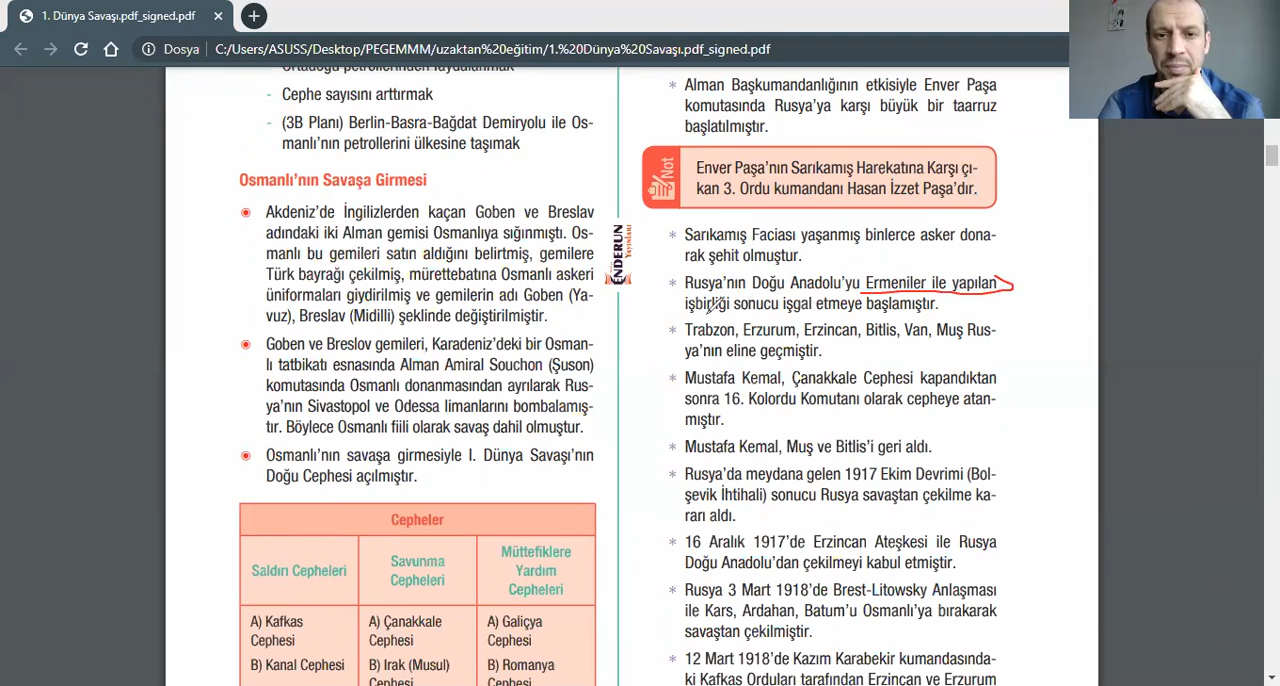 1. Dünya Savaşı.pdf_signed.pdf
Dosya
C:/Users/ASUSS/Desktop/PEGEMMM/uzaktan%20eğitim/1.%20Dünya%20Savaşı.pdf_signed.pdf
Ortadoğu petrollerinden faydalanmak
- Cephe sayısını arttırmak
- (3B Planı) Berlin-Basra-Bağdat Demiryolu ile Os-
manlı’nın petrollerini ülkesine taşımak
Osmanlı’nın Savaşa Girmesi
Akdeniz’de İngilizlerden kaçan Goben ve Breslav
adındaki iki Alman gemisi Osmanlıya sığınmıştı. Os-
manlı bu gemileri satın aldığını belirtmiş, gemilere
Türk bayrağı çekilmiş, mürettebatına Osmanlı askeri
üniformaları giydirilmiş ve gemilerin adı Goben (Ya-
vuz), Breslav (Midilli) şeklinde değiştirilmiştir.
Goben ve Breslov gemileri, Karadeniz’deki bir Osman-
lı tatbikatı esnasında Alman Amiral Souchon (Şuson)
komutasında Osmanlı donanmasından ayrılarak Rus-
ya’nın Sivastopol ve Odessa limanlarını bombalamış-
tır. Böylece Osmanlı fiili olarak savaş dahil olmuştur.
Osmanlı’nın savaşa girmesiyle I. Dünya Savaşı’nın
Doğu Cephesi açılmıştır.
Cepheler
Saldırı Cepheleri
Savunma
Cepheleri
Müttefiklere
Yardım
Cepheleri
A) Kafkas
Cephesi
B) Kanal Cephesi
A) Çanakkale
Cephesi
B) Irak (Musul)
Cephesi
A) Galiçya
Cephesi
B) Romanya
Cephesi
ENDERUN
Yayınları
* Alman Başkumandanlığının etkisiyle Enver Paşa
komutasında Rusya’ya karşı büyük bir taarruz
başlatılmıştır.
Not
Enver Paşa’nın Sarıkamış Harekatına Karşı çı-
kan 3. Ordu kumandanı Hasan İzzet Paşa’dır.
* Sarıkamış Faciası yaşanmış binlerce asker dona-
rak şehit olmuştur.
* Rusya’nın Doğu Anadolu’yu Ermeniler ile yapılan
işbirliği sonucu işgal etmeye başlamıştır.
* Trabzon, Erzurum, Erzincan, Bitlis, Van, Muş Rus-
ya’nın eline geçmiştir.
* Mustafa Kemal, Çanakkale Cephesi kapandıktan
sonra 16. Kolordu Komutanı olarak cepheye atan-
mıştır.
* Mustafa Kemal, Muş ve Bitlis’i geri aldı.
* Rusya’da meydana gelen 1917 Ekim Devrimi (Bol-
şevik İhtihali) sonucu Rusya savaştan çekilme ka-
rarı aldı.
* 16 Aralık 1917’de Erzincan Ateşkesi ile Rusya
Doğu Anadolu’dan çekilmeyi kabul etmiştir.
* Rusya 3 Mart 1918’de Brest-Litowsky Anlaşması
ile Kars, Ardahan, Batum’u Osmanlı’ya bırakarak
savaştan çekilmiştir.
* 12 Mart 1918’de Kazım Karabekir kumandasında-
ki Kafkas Orduları tarafından Erzincan ve Erzurum